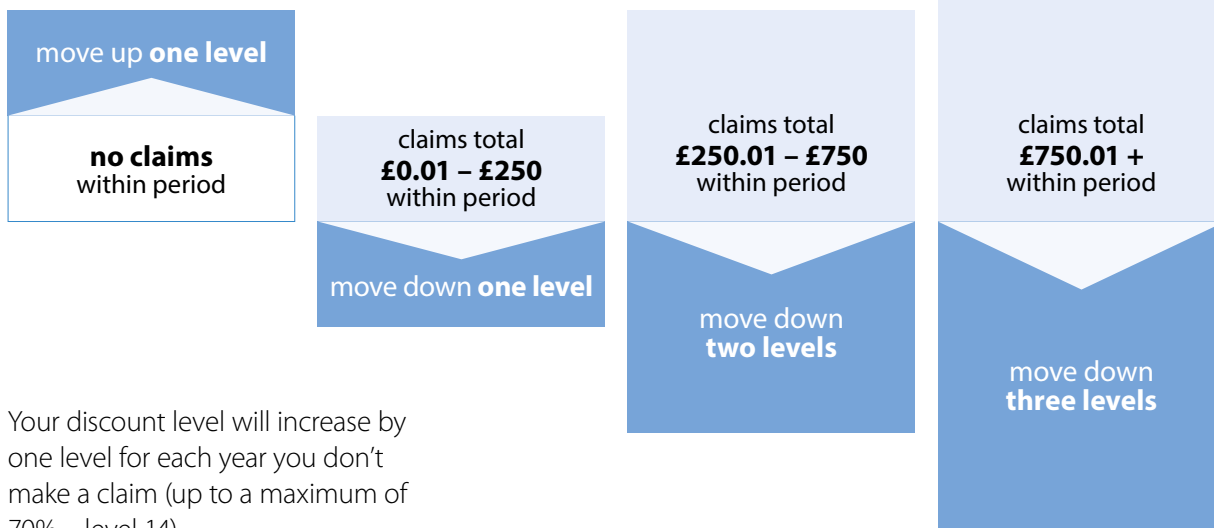 move up one level
no claims
within period
claims total
£0.01 – £250
within period
move down one level
claims total
£250.01 – £750
within period
move down
two levels
claims total
£750.01 +
within period
move down
three levels
Your discount level will increase by
one level for each year you don’t
make a claim (up to a maximum of
70% – level 14)